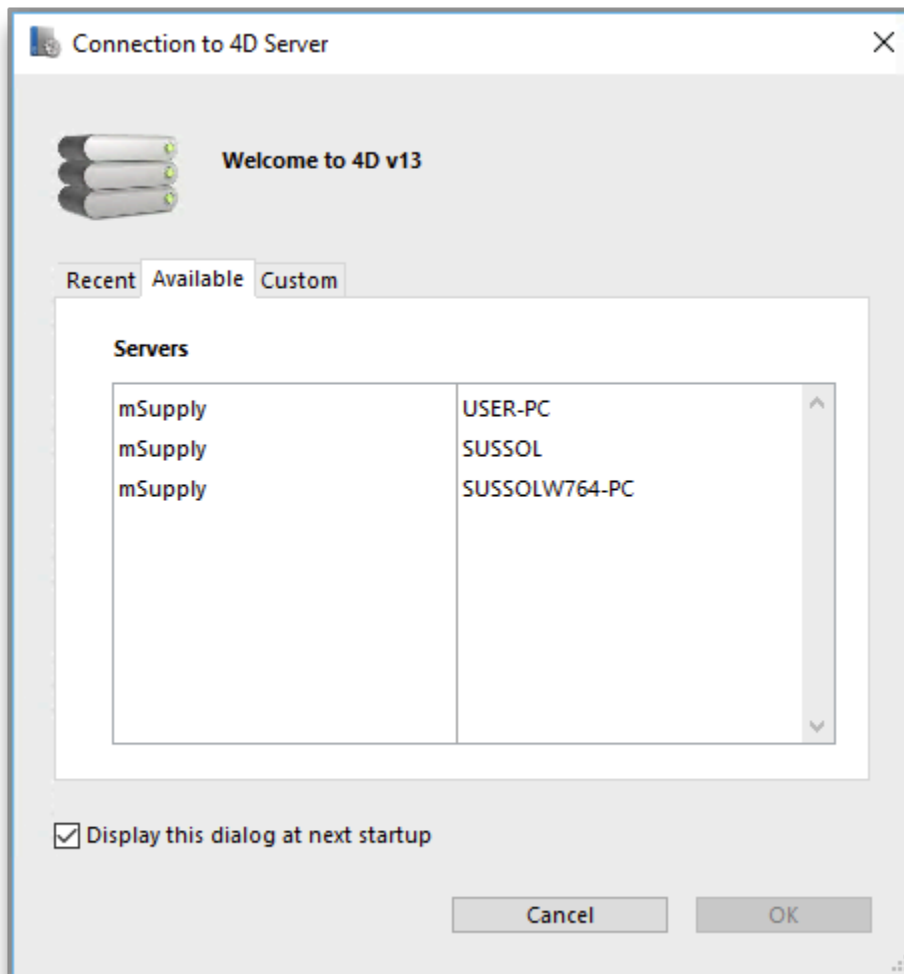 Connection to 4D Server
Welcome to 4D v13
Recent Available Custom
Servers
mSupply USER-PC
mSupply SUSSOL
mSupply SUSSOLW764-PC
Display this dialog at next startup
Cancel OK